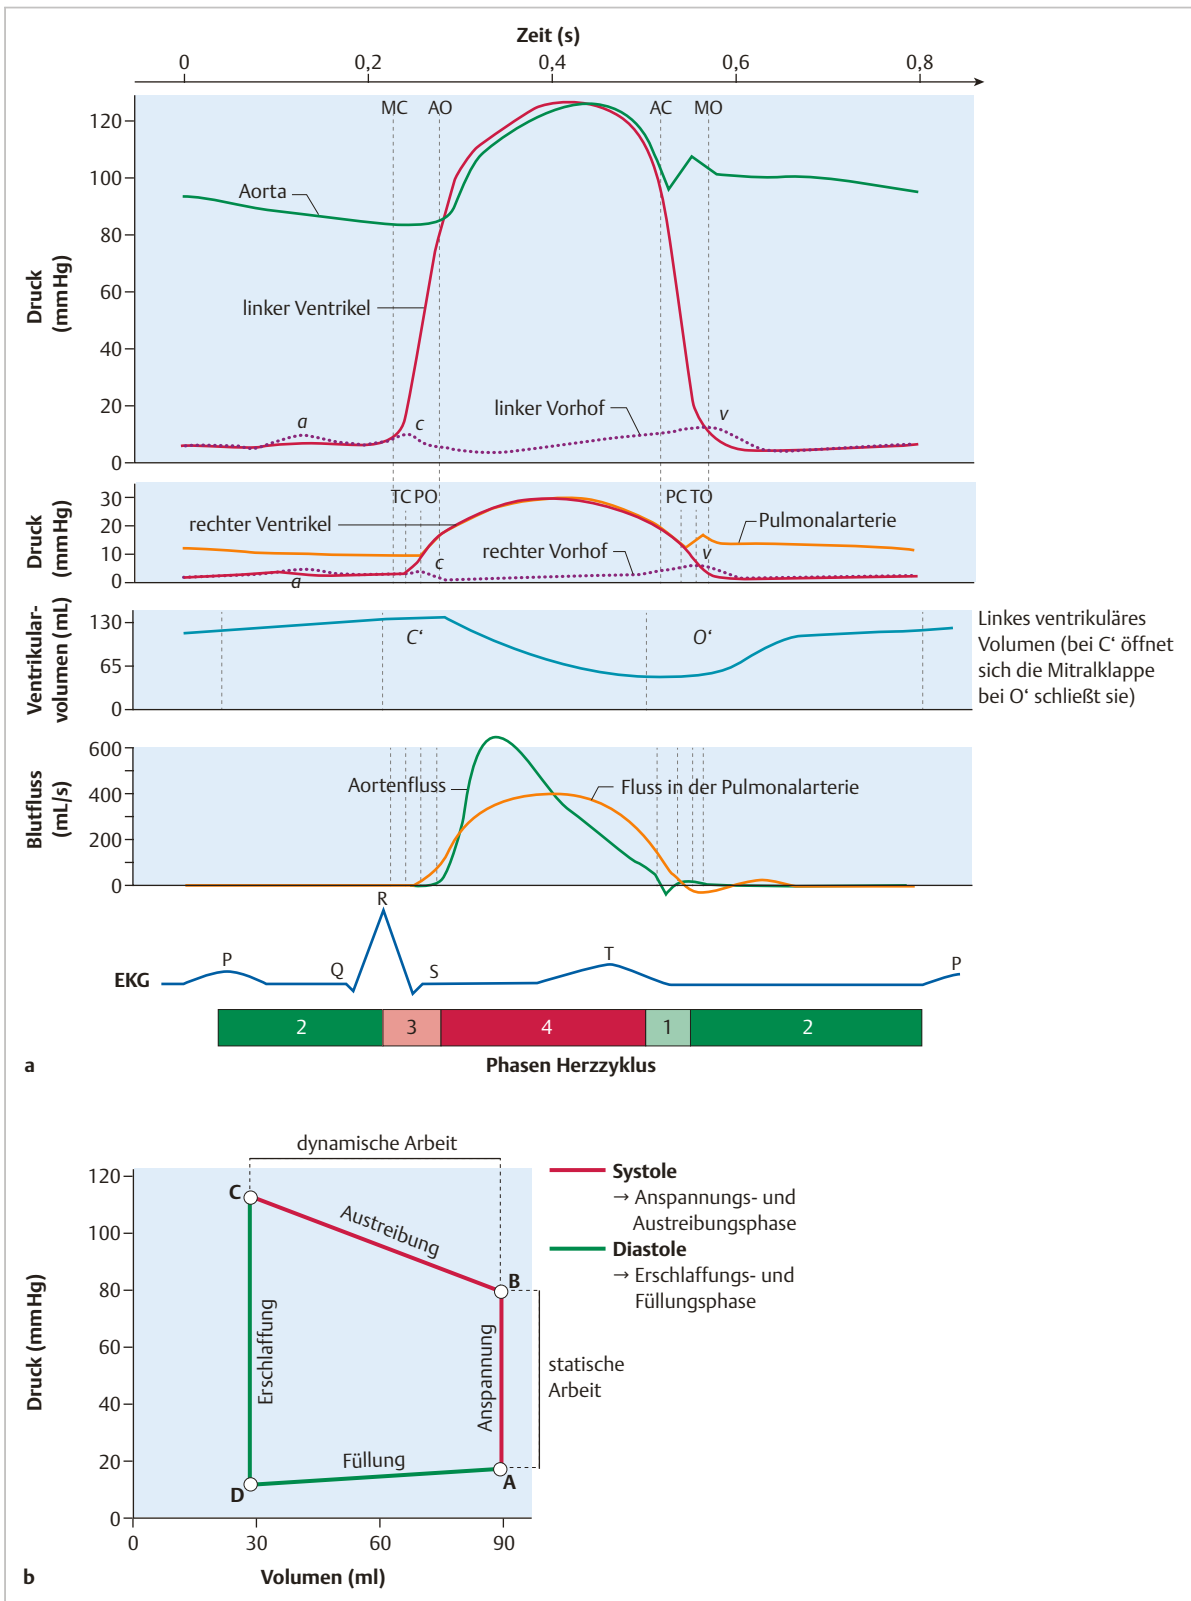 Zeit (s)
0 0,2 0,4 0,6 0,8
MC AO AC MO
120
100
80
60
40
20
0
Druck
(mmHg)
Aorta
linker Ventrikel
linker Vorhof
a
c
v
30
20
10
0
Druck
(mmHg)
TC PO PC TO
rechter Ventrikel
Pulmonalarterie
rechter Vorhof
a
c
v
130
65
0
Ventrikular-
volumen (mL)
C‘
O‘
Linkes ventrikuläres
Volumen (bei C‘ öffnet
sich die Mitralklappe
bei O‘ schließt sie)
600
400
200
0
Blutfluss
(mL/s)
Aortenfluss
Fluss in der Pulmonalarterie
EKG
P
Q
R
S
T
P
2 3 4 1 2
a
Phasen Herzzyklus
dynamische Arbeit
120
100
80
60
40
20
0
Druck (mmHg)
C
Austreibung
B
Erschlaffung
Anspannung
statische
Arbeit
Füllung
D
A
0 30 60 90
b
Volumen (ml)
Systole
→ Anspannungs- und
Austreibungsphase
Diastole
→ Erschlaffungs- und
Füllungsphase